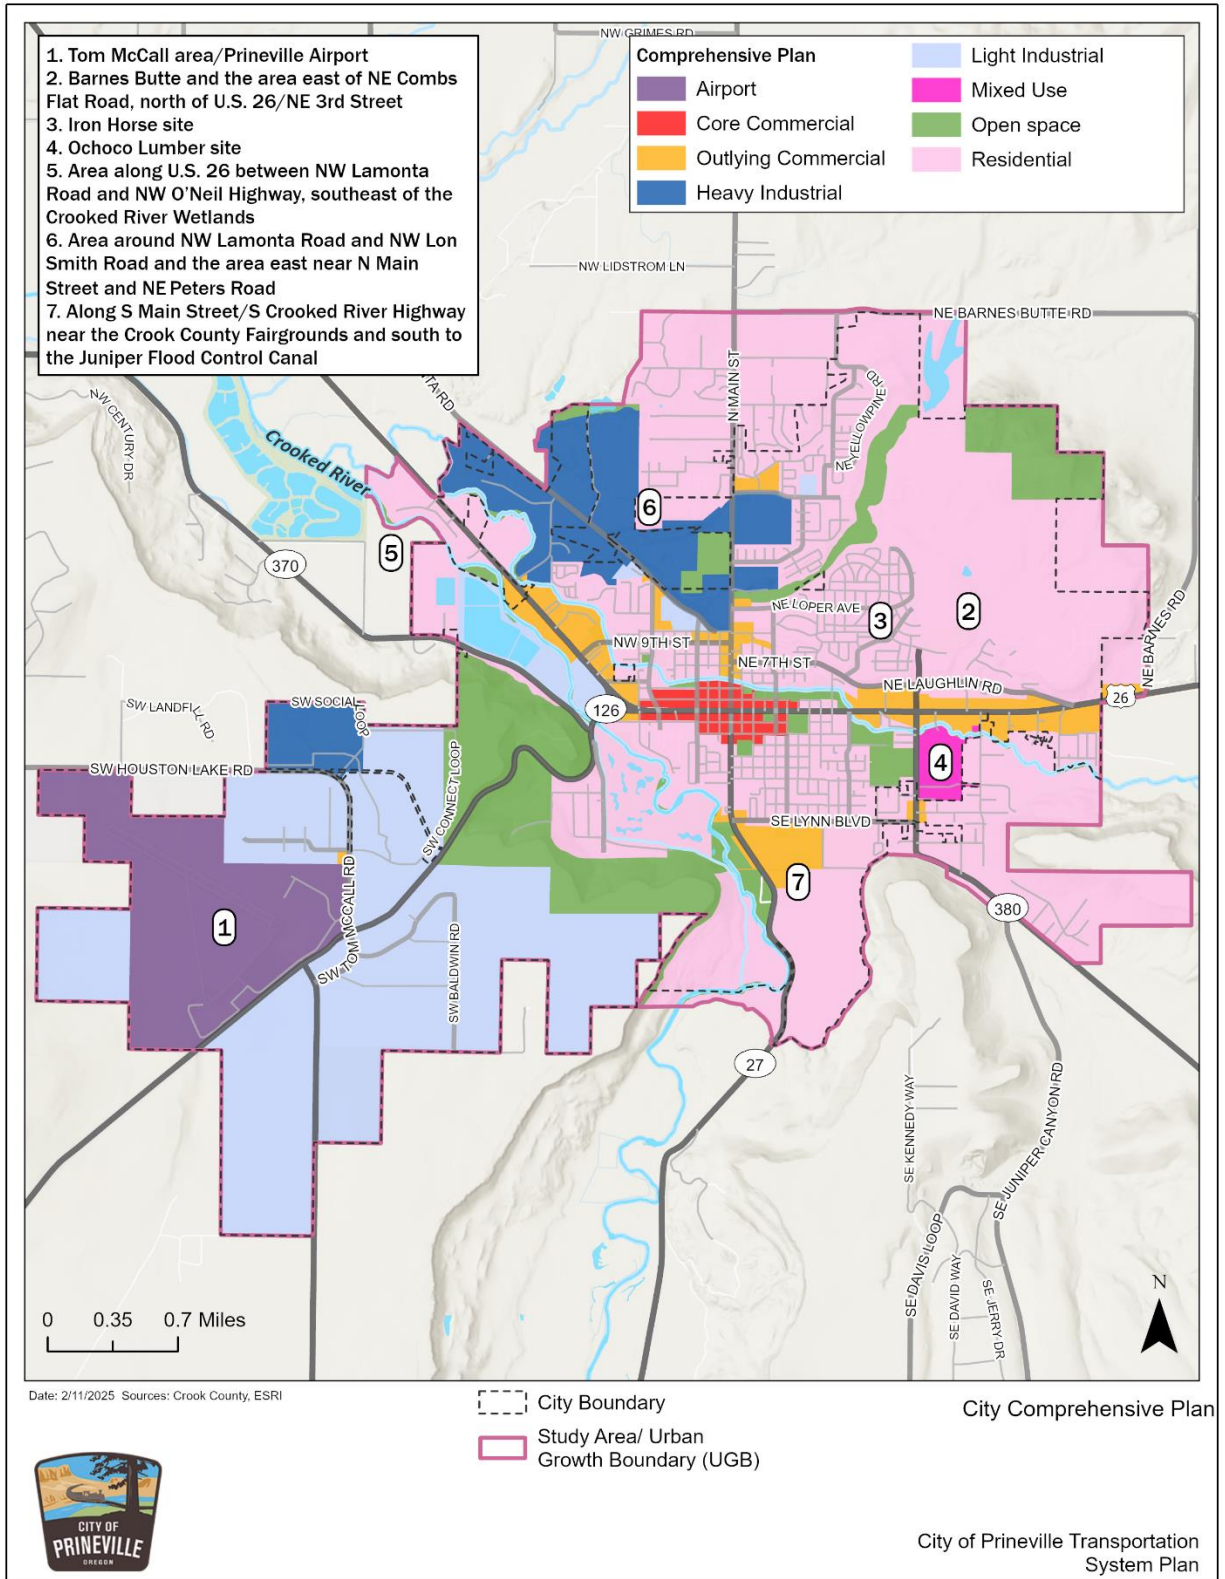 NW GRIMES RD
1. Tom McCall area/Prineville Airport
2. Barnes Butte and the area east of NE Combs
Flat Road, north of U.S. 26/NE 3rd Street
3. Iron Horse site
4. Ochoco Lumber site
5. Area along U.S. 26 between NW Lamonta
Road and NW O'Neil Highway, southeast of the
Crooked River Wetlands
6. Area around NW Lamonta Road and NW Lon
Smith Road and the area east near N Main
Street and NE Peters Road
7. Along S Main Street/S Crooked River Highway
near the Crook County Fairgrounds and south to
the Juniper Flood Control Canal
Comprehensive Plan
Airport
Core Commercial
Outlying Commercial
Heavy Industrial
Light Industrial
Mixed Use
Open space
Residential
NW LIDSTROM LN
NE BARNES BUTTE RD
N MAIN ST
NTA RD
NW CENTURY DR
NE YELLOWPINE RD
Crooked River
6
5
370
NE LOPER AVE
3
2
NE BARNES RD
NW 9TH ST
NE 7TH ST
NE LAUGHLIN RD
26
SW LANDFILL RD
SW SOCIAL LOOP
126
4
SW HOUSTON LAKE RD
SW CONNECT LOOP
SE LYNN BLVD
7
SW TOM MCCALL RD
1
380
SW BALDWIN RD
27
SE KENNEDY WAY
SE JUNIPER CANYON RD
SE DAVIS LOOP
SE DAVID WAY
SE JERRY DR
N
0 0.35 0.7 Miles
Date: 2/11/2025 Sources: Crook County, ESRI
City Boundary
Study Area/ Urban
Growth Boundary (UGB)
City Comprehensive Plan
CITY OF
PRINEVILLE
OREGON
City of Prineville Transportation
System Plan